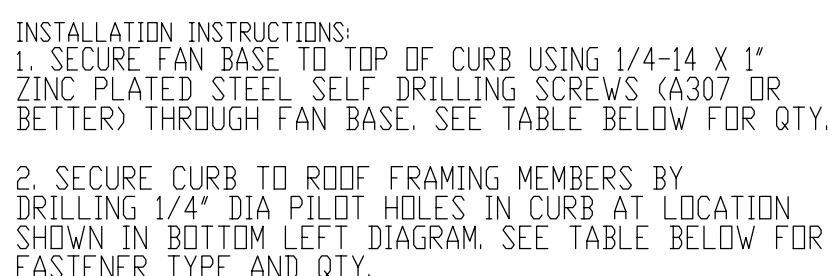 INSTALLATION INSTRUCTIONS:
1. SECURE FAN BASE TO TOP OF CURB USING 1/4-14 X 1"
ZINC PLATED STEEL SELF DRILLING SCREWS (A307 OR
BETTER) THROUGH FAN BASE. SEE TABLE BELOW FOR QTY.
2. SECURE CURB TO ROOF FRAMING MEMBERS BY
DRILLING 1/4" DIA PILOT HOLES IN CURB AT LOCATION
SHOWN IN BOTTOM LEFT DIAGRAM. SEE TABLE BELOW FOR
FASTENER TYPE AND QTY.